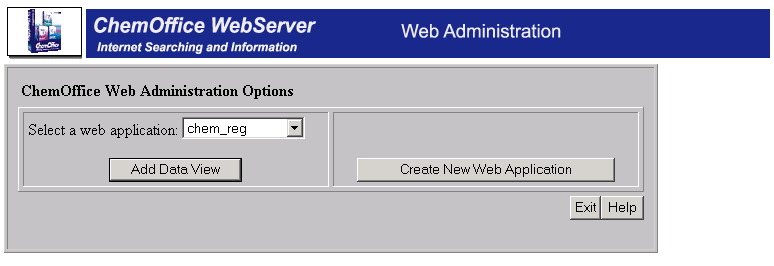 ChemOffice
ChemOffice WebServer
Internet Searching and Information
Web Administration
ChemOffice Web Administration Options
Select a web application: chem_reg
Add Data View
Create New Web Application
Exit Help